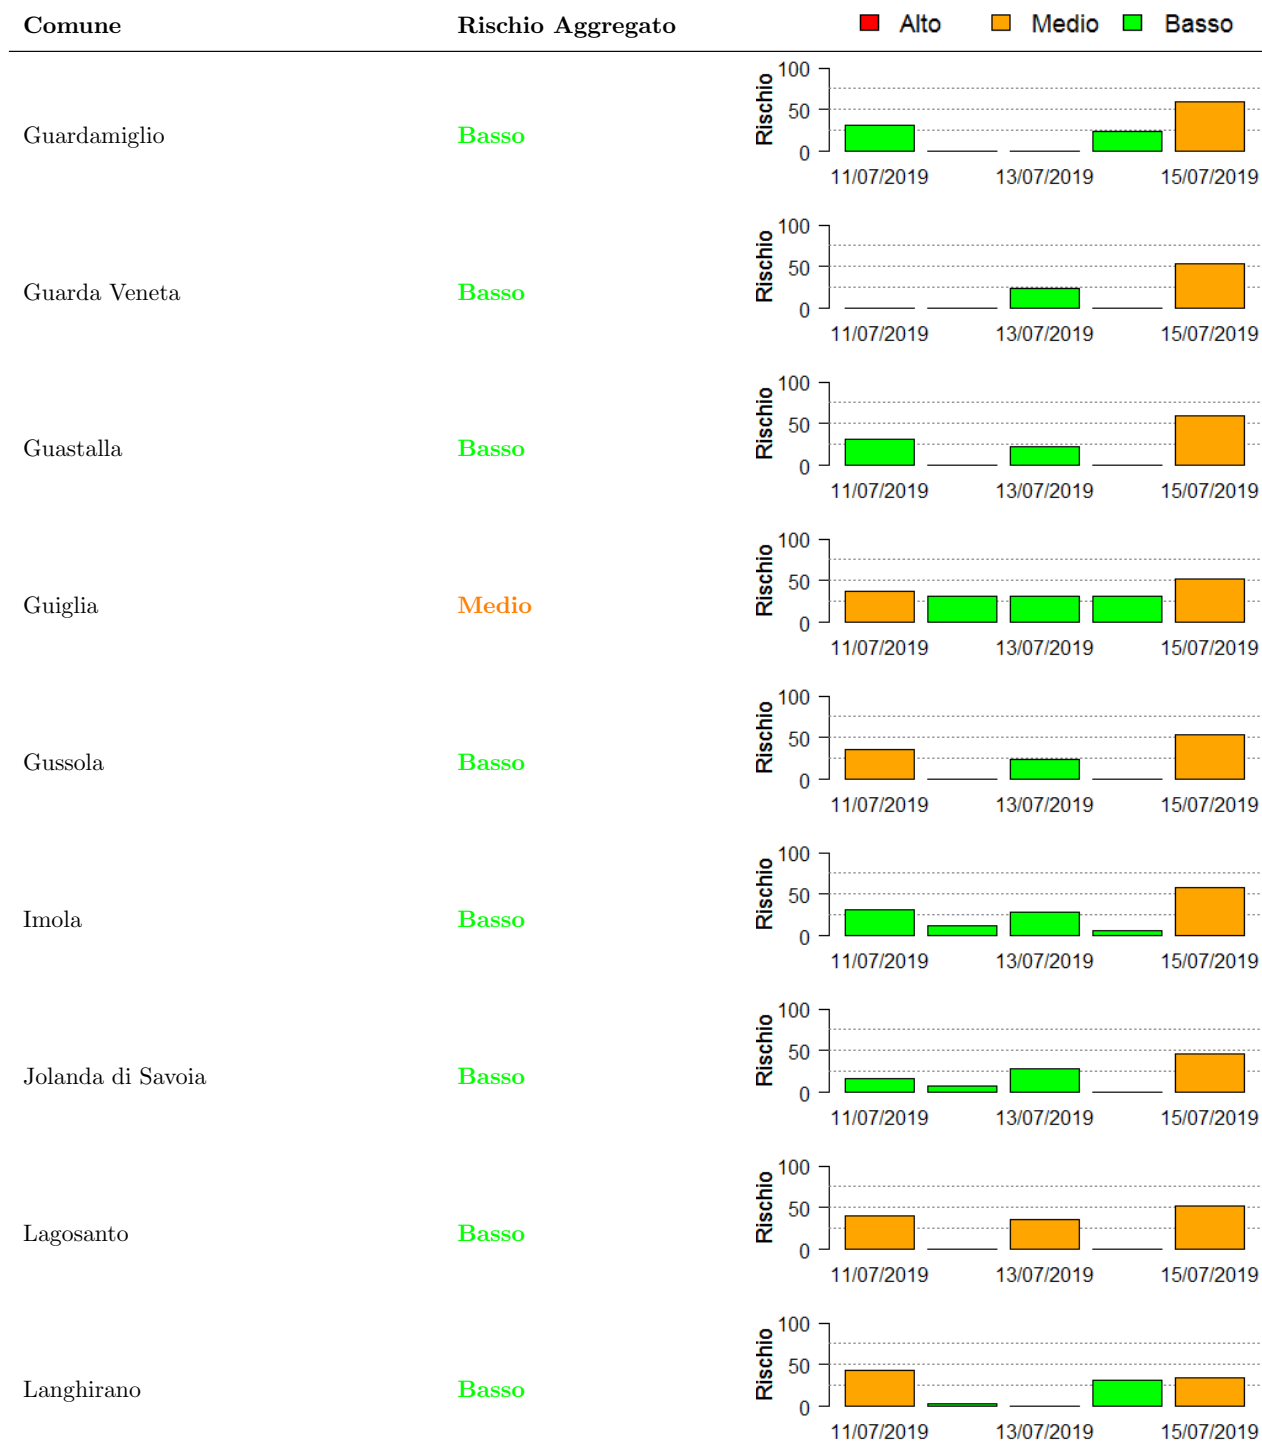 Comune Rischio Aggregato Alto Medio Basso
Guardamiglio Basso Rischio 100 50 0
11/07/2019 13/07/2019 15/07/2019
Guarda Veneta Basso Rischio 100 50 0
11/07/2019 13/07/2019 15/07/2019
Guastalla Basso Rischio 100 50 0
11/07/2019 13/07/2019 15/07/2019
Guiglia Medio Rischio 100 50 0
11/07/2019 13/07/2019 15/07/2019
Gussola Basso Rischio 100 50 0
11/07/2019 13/07/2019 15/07/2019
Imola Basso Rischio 100 50 0
11/07/2019 13/07/2019 15/07/2019
Jolanda di Savoia Basso Rischio 100 50 0
11/07/2019 13/07/2019 15/07/2019
Lagosanto Basso Rischio 100 50 0
11/07/2019 13/07/2019 15/07/2019
Langhirano Basso Rischio 100 50 0
11/07/2019 13/07/2019 15/07/2019